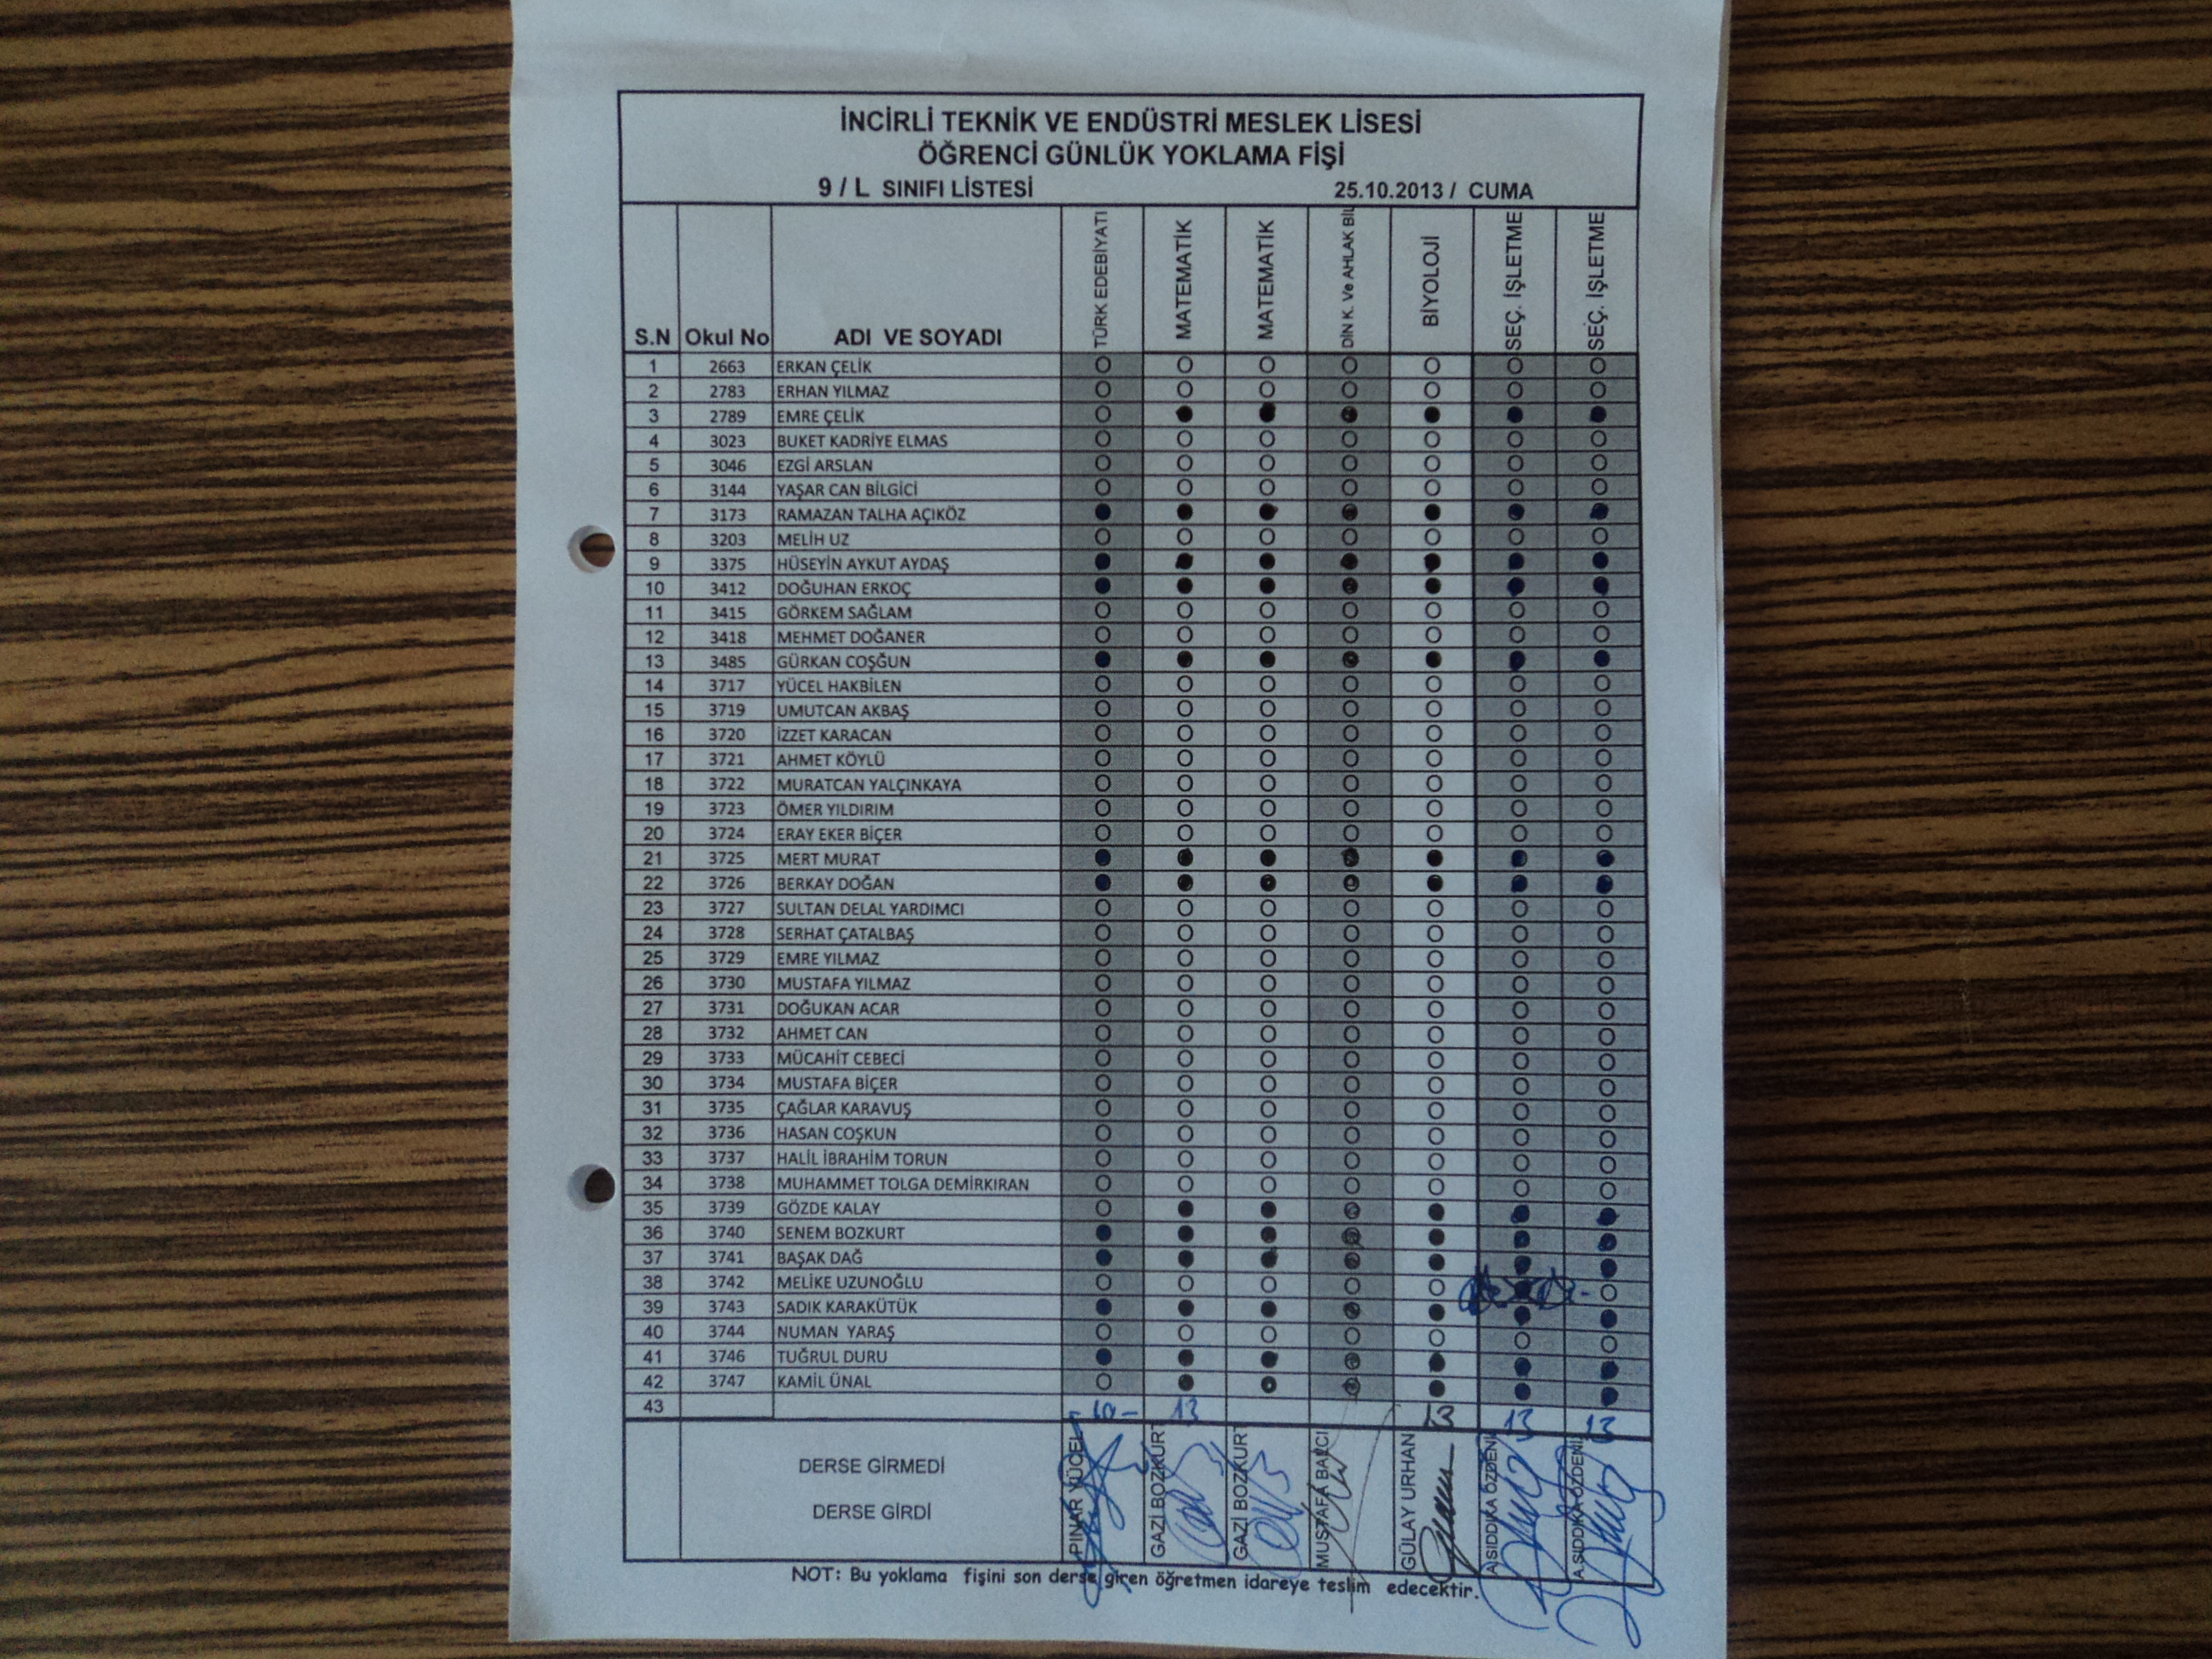 İNCİRLİ TEKNİK VE ENDÜSTRİ MESLEK LİSESİ
ÖĞRENCİ GÜNLÜK YOKLAMA FİŞİ
9 / L SINIFI LİSTESİ 25.10.2013 / CUMA
S.N Okul No ADI VE SOYADI TÜRK EDEBİYATI MATEMATİK MATEMATİK DİN K. Ve AHLAK BİL BİYOLOJİ SEÇ. İŞLETME SEÇ. İŞLETME
1 2663 ERKAN ÇELİK
2 2783 ERHAN YILMAZ
3 2789 EMRE ÇELİK
4 3023 BUKET KADRİYE ELMAS
5 3046 EZGİ ARSLAN
6 3144 YAŞAR CAN BİLGİCİ
7 3173 RAMAZAN TALHA AÇIKÖZ
8 3203 MELİH UZ
9 3375 HÜSEYİN AYKUT AYDAŞ
10 3412 DOĞUHAN ERKOÇ
11 3415 GÖRKEM SAĞLAM
12 3418 MEHMET DOĞANER
13 3485 GÜRKAN COŞĞUN
14 3717 YÜCEL HAKBİLEN
15 3719 UMUTCAN AKBAŞ
16 3720 İZZET KARACAN
17 3721 AHMET KÖYLÜ
18 3722 MURATCAN YALÇINKAYA
19 3723 ÖMER YILDIRIM
20 3724 ERAY EKER BİÇER
21 3725 MERT MURAT
22 3726 BERKAY DOĞAN
23 3727 SULTAN DELAL YARDIMCI
24 3728 SERHAT ÇATALBAŞ
25 3729 EMRE YILMAZ
26 3730 MUSTAFA YILMAZ
27 3731 DOĞUKAN ACAR
28 3732 AHMET CAN
29 3733 MÜCAHİT CEBECİ
30 3734 MUSTAFA BİÇER
31 3735 ÇAĞLAR KARAVUŞ
32 3736 HASAN COŞKUN
33 3737 HALİL İBRAHİM TORUN
34 3738 MUHAMMET TOLGA DEMİRKIRAN
35 3739 GÖZDE KALAY
36 3740 SENEM BOZKURT
37 3741 BAŞAK DAĞ
38 3742 MELİKE UZUNOĞLU
39 3743 SADIK KARAKÜTÜK
40 3744 NUMAN YARAŞ
41 3746 TUĞRUL DURU
42 3747 KAMİL ÜNAL
43 13 13 13 13
DERSE GİRMEDİ
DERSE GİRDİ
PINAR YÜCEL GAZİ BOZKURT GAZİ BOZKURT MUSTAFA BALCI GÜLAY URHAN A.SIDDIKA ÖZDENİ A.SIDDIKA ÖZDENİ
NOT: Bu yoklama fişini son derse giren öğretmen idareye teslim edecektir.